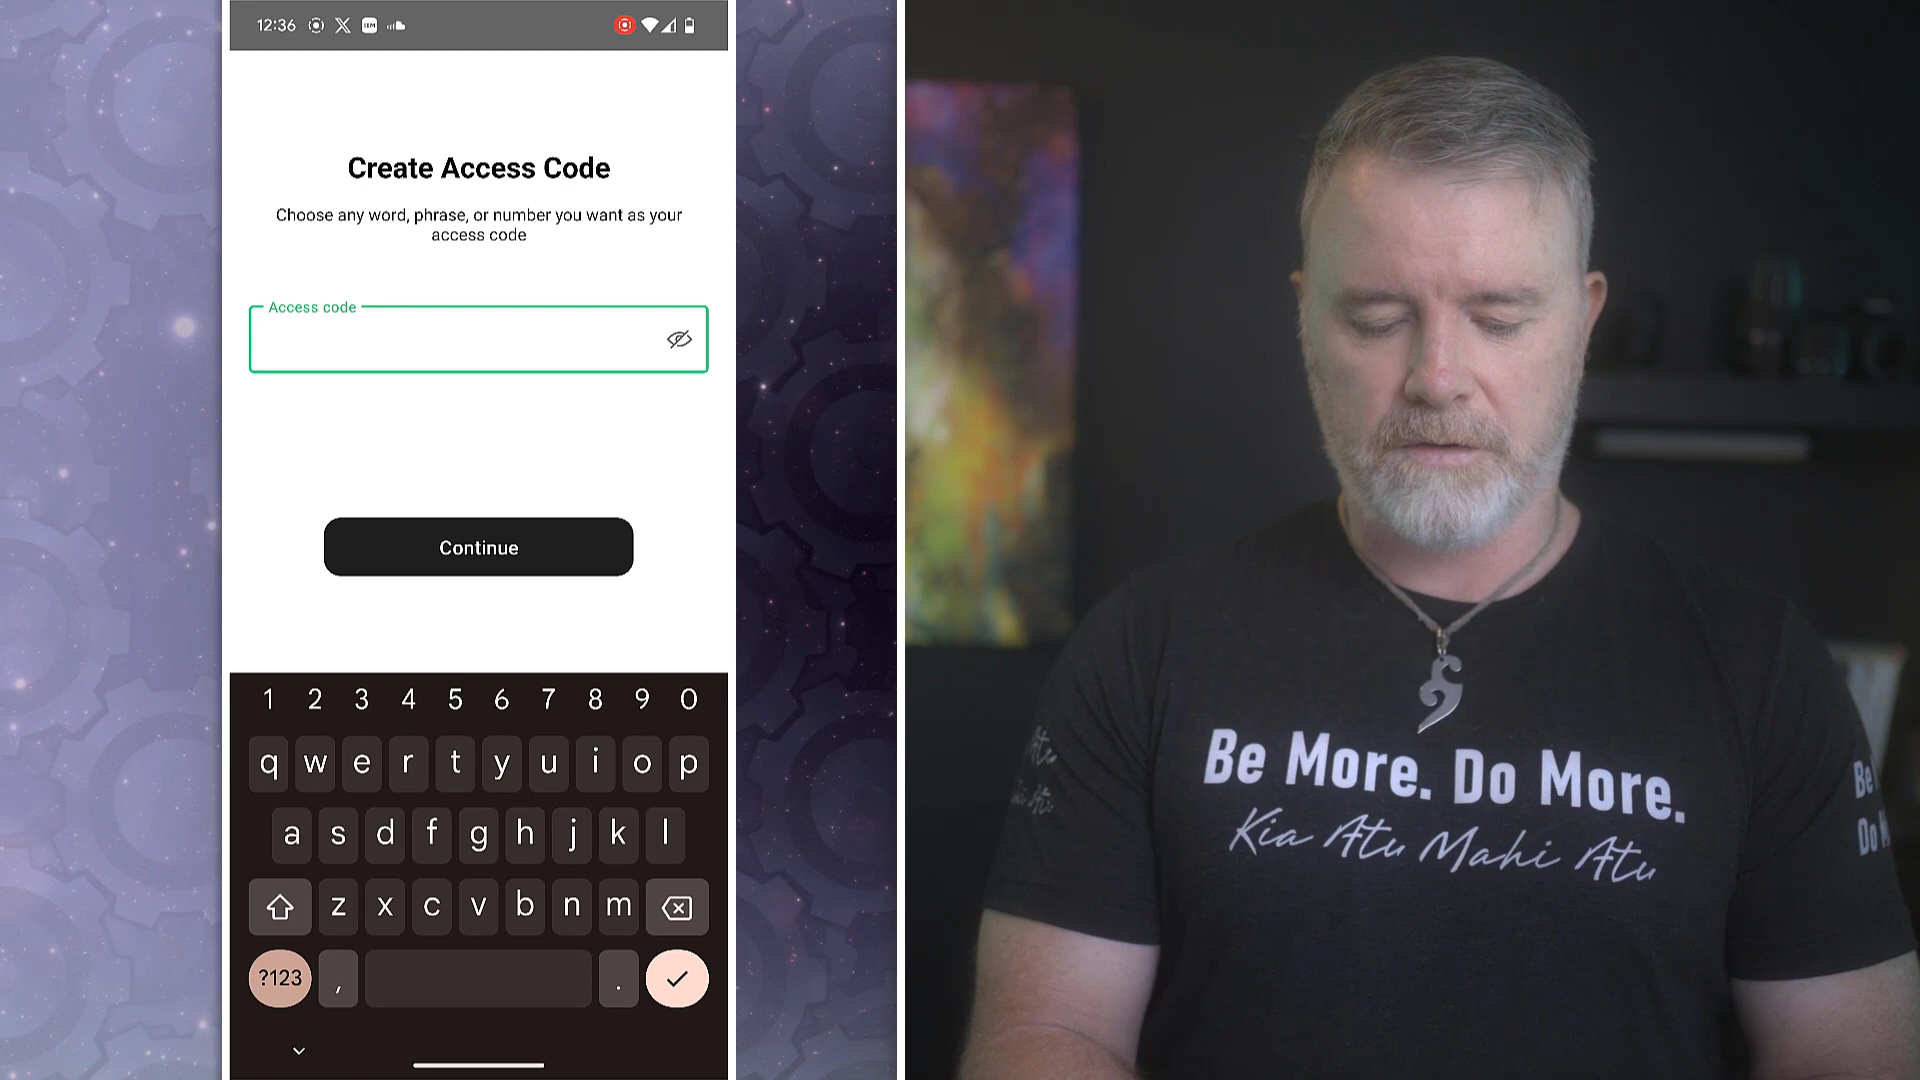 12:36
Create Access Code
Choose any word, phrase, or number you want as your
access code
Access code
Continue
1 2 3 4 5 6 7 8 9 0
q w e r t y u i o p
a s d f g h j k l
z x c v b n m
?123 , .
Be More. Do More.
Kia Atu Mahi Atu